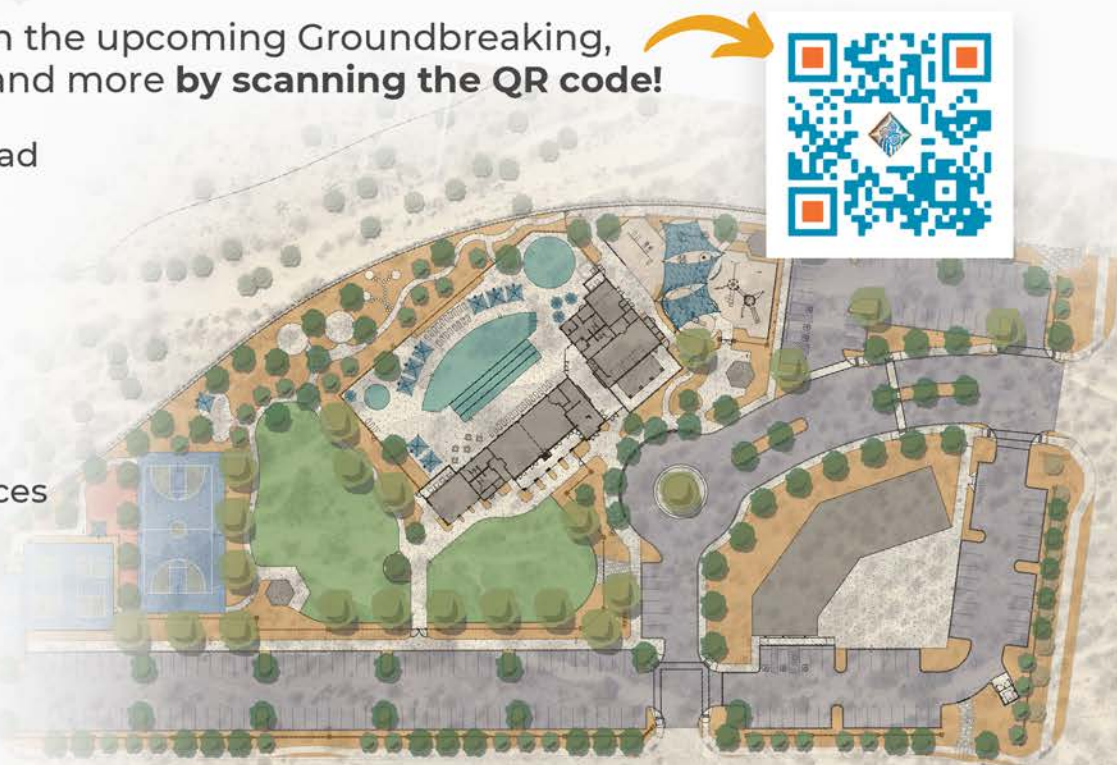 n the upcoming Groundbreaking,
and more by scanning the QR code!
ad
ces